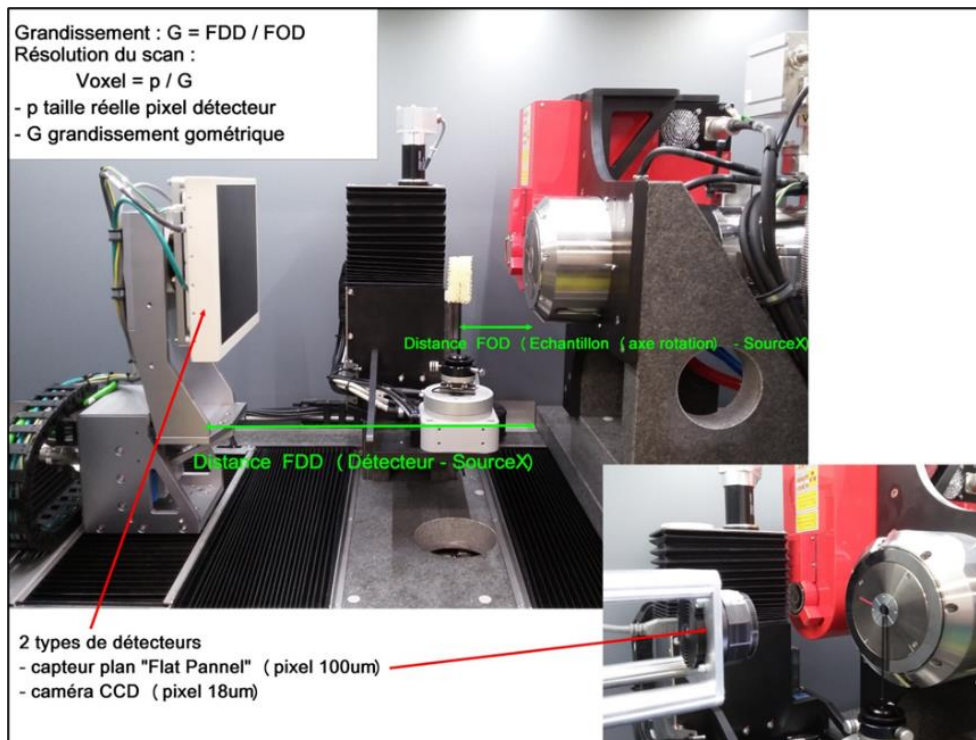 Grandissement : G = FDD / FOD
Résolution du scan :
Voxel = p / G
- p taille réelle pixel détecteur
- G grandissement gométrique
Distance FOD ( Echantillon ( axe rotation) - SourceX)
Distance FDD ( Détecteur - SourceX)
2 types de détecteurs
- capteur plan "Flat Pannel" ( pixel 100um)
- caméra CCD ( pixel 18um)